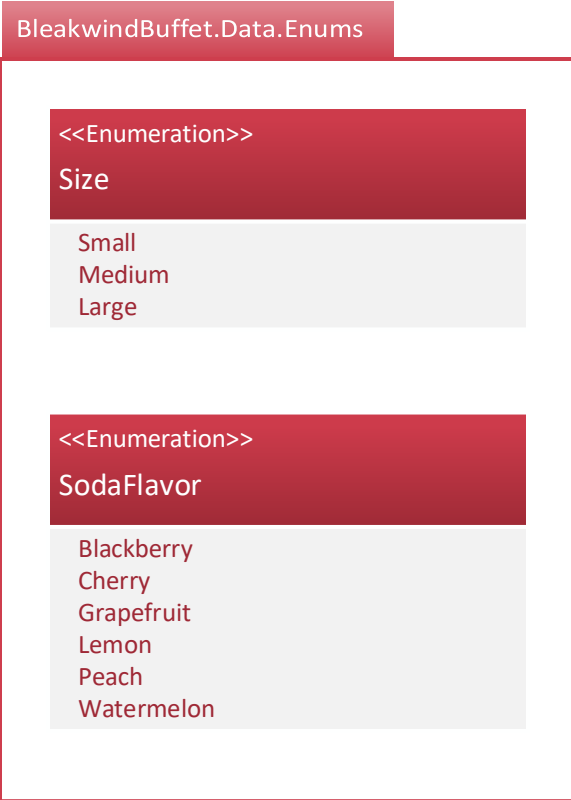 BleakwindBuffet.Data.Enums
<<Enumeration>>
Size
Small
Medium
Large
<<Enumeration>>
SodaFlavor
Blackberry
Cherry
Grapefruit
Lemon
Peach
Watermelon